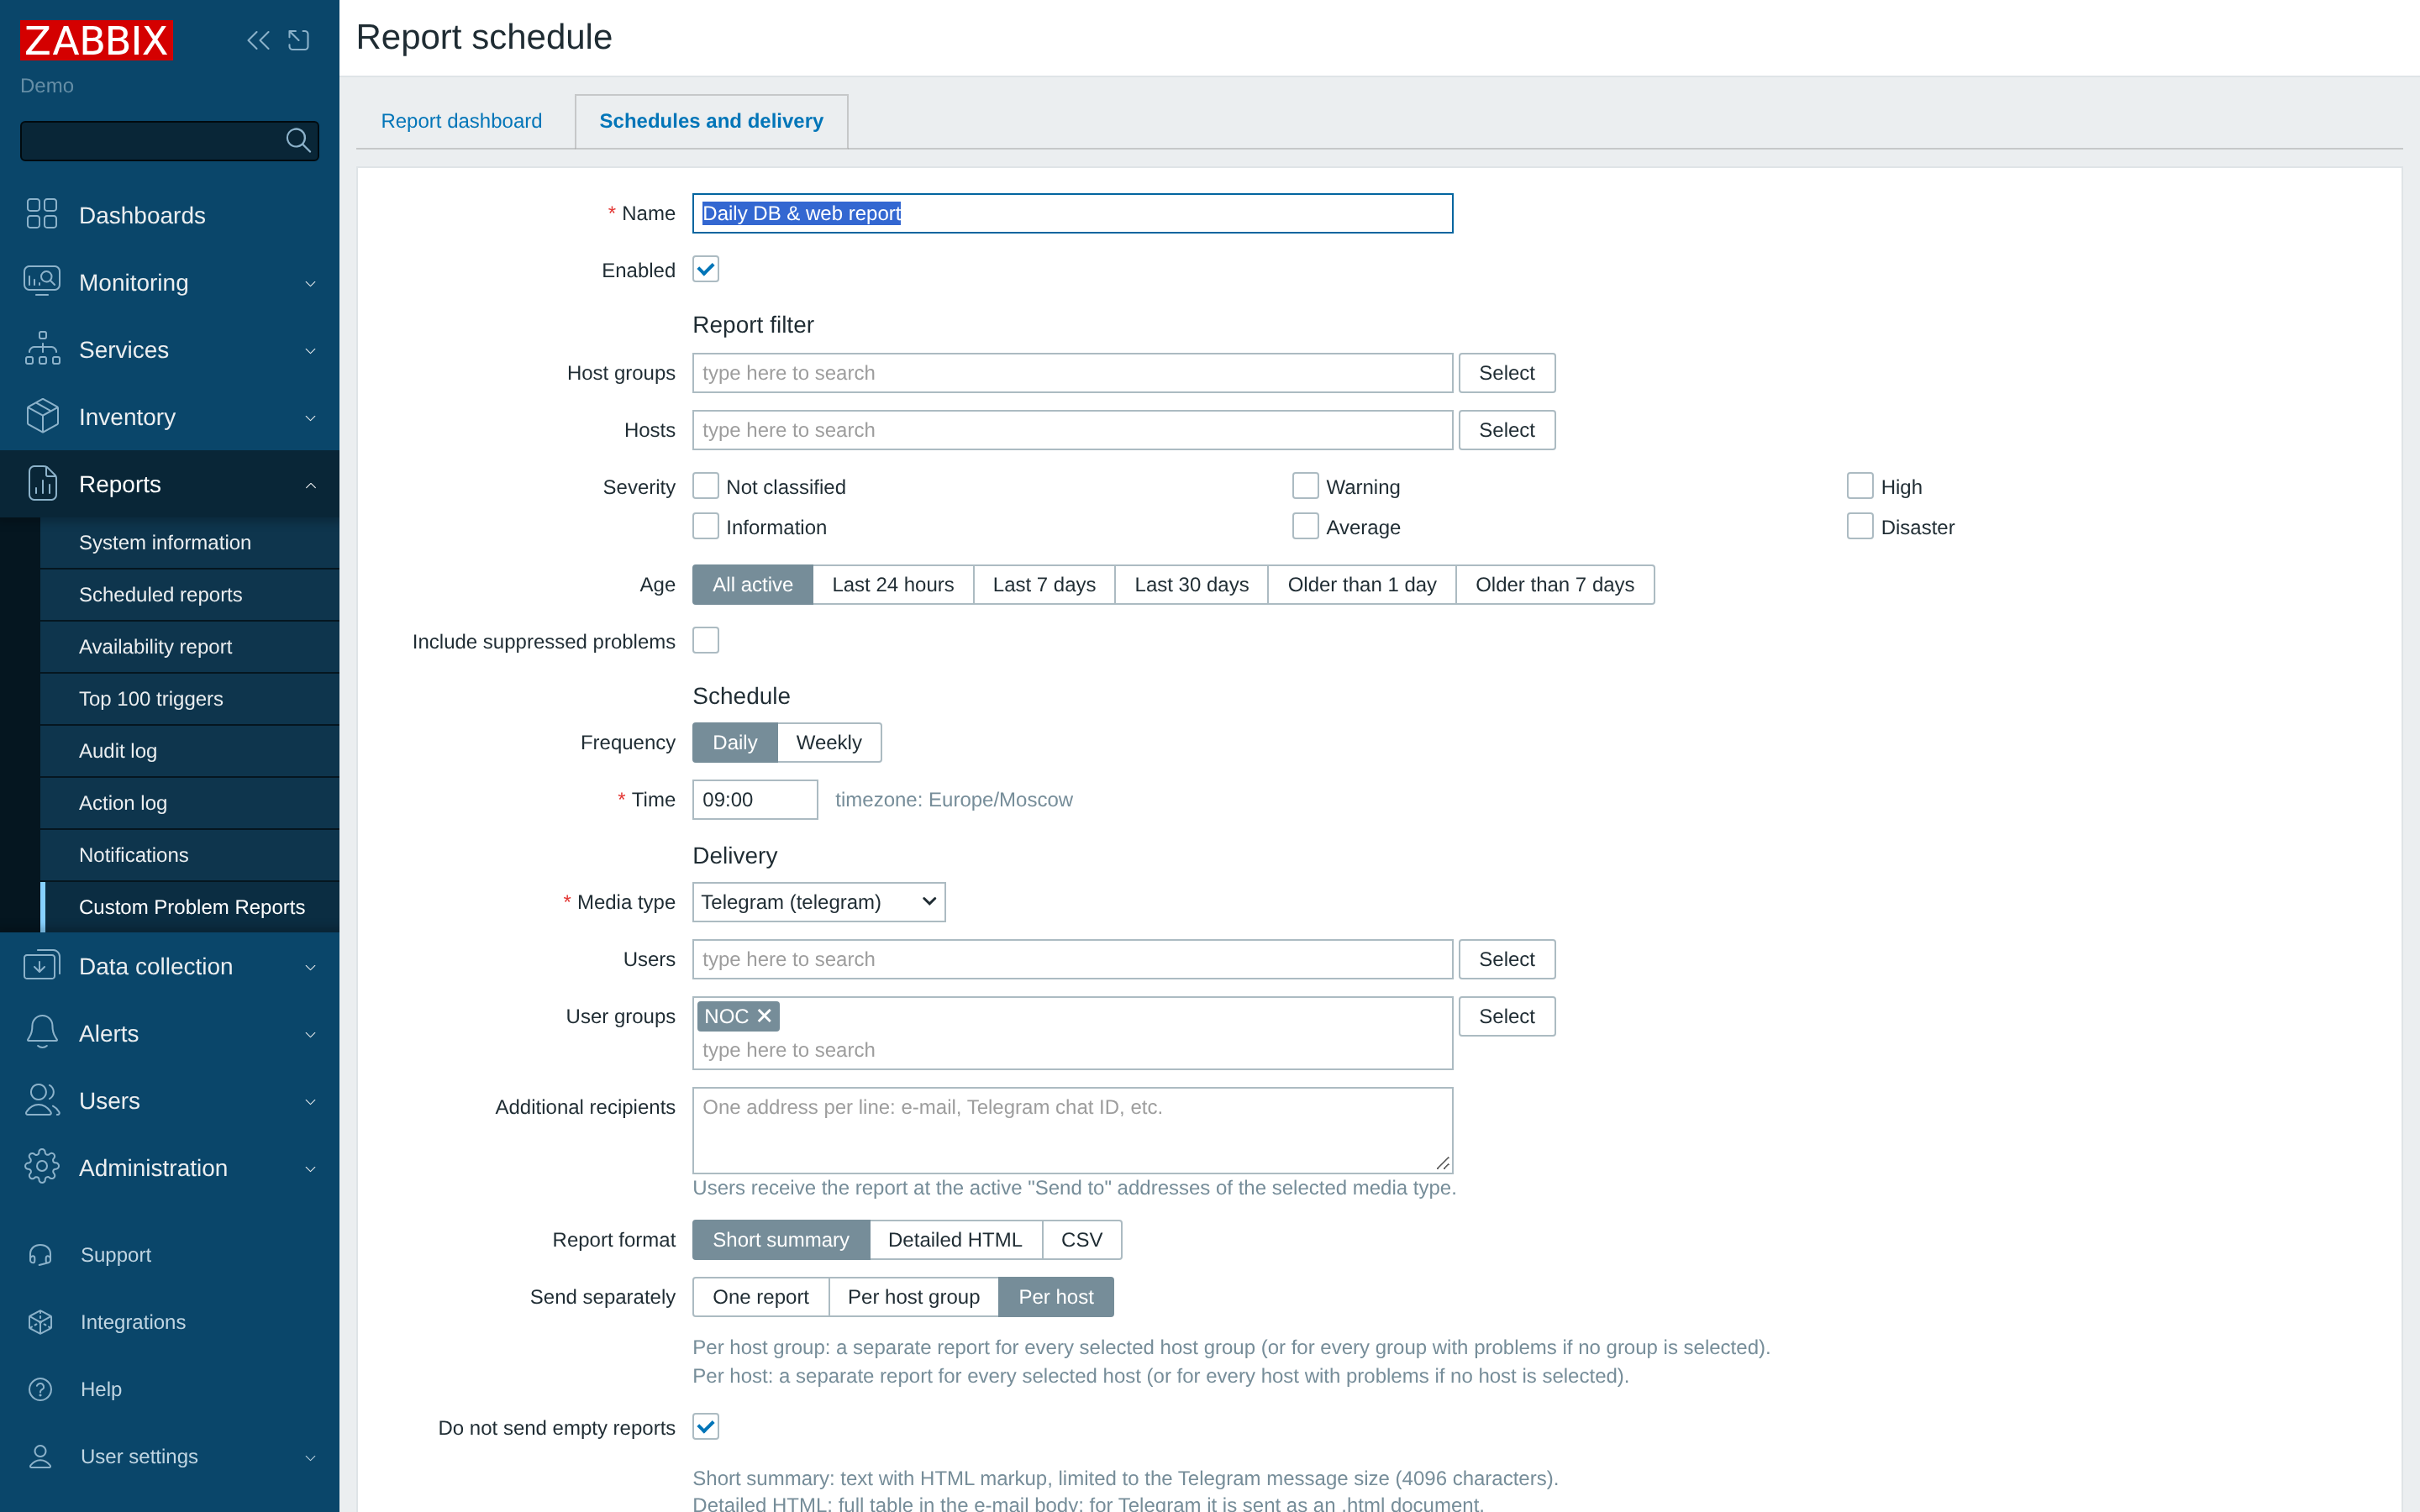 ZABBIX
Demo
Dashboards
Monitoring
Services
Inventory
Reports
System information
Scheduled reports
Availability report
Top 100 triggers
Audit log
Action log
Notifications
Custom Problem Reports
Data collection
Alerts
Users
Administration
Support
Integrations
Help
User settings
Report schedule
Report dashboard
Schedules and delivery
* Name
Daily DB & web report
Enabled
Report filter
Host groups
type here to search
Select
Hosts
type here to search
Select
Severity
Not classified
Warning
High
Information
Average
Disaster
Age
All active
Last 24 hours
Last 7 days
Last 30 days
Older than 1 day
Older than 7 days
Include suppressed problems
Schedule
Frequency
Daily
Weekly
* Time
09:00
timezone: Europe/Moscow
Delivery
* Media type
Telegram (telegram)
Users
type here to search
Select
User groups
NOC
type here to search
Select
Additional recipients
One address per line: e-mail, Telegram chat ID, etc.
Users receive the report at the active "Send to" addresses of the selected media type.
Report format
Short summary
Detailed HTML
CSV
Send separately
One report
Per host group
Per host
Per host group: a separate report for every selected host group (or for every group with problems if no group is selected).
Per host: a separate report for every selected host (or for every host with problems if no host is selected).
Do not send empty reports
Short summary: text with HTML markup, limited to the Telegram message size (4096 characters).
Detailed HTML: full table in the e-mail body; for Telegram it is sent as an .html document.